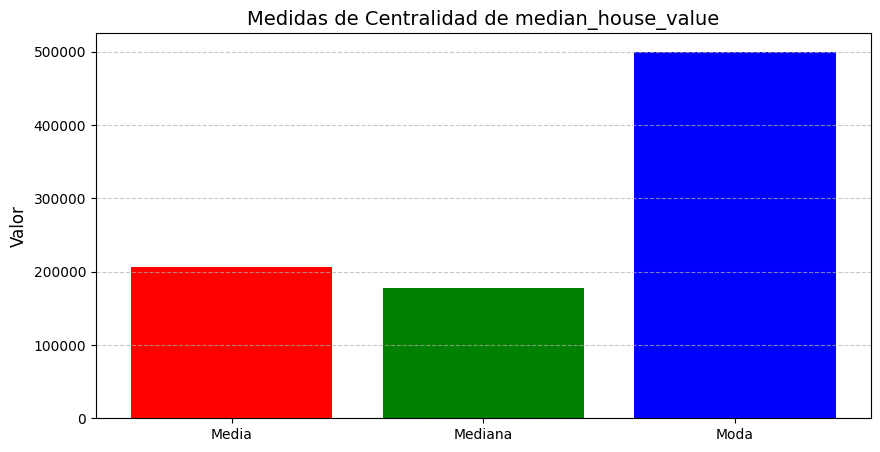 Medidas de Centralidad de median_house_value
500000
400000
300000
200000
100000
0
Valor
Media
Mediana
Moda